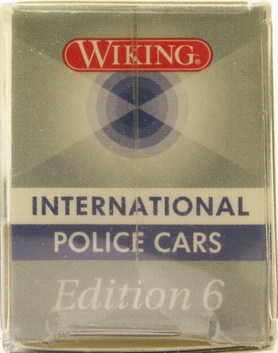 WIKING®
INTERNATIONAL
POLICE CARS
Edition 6